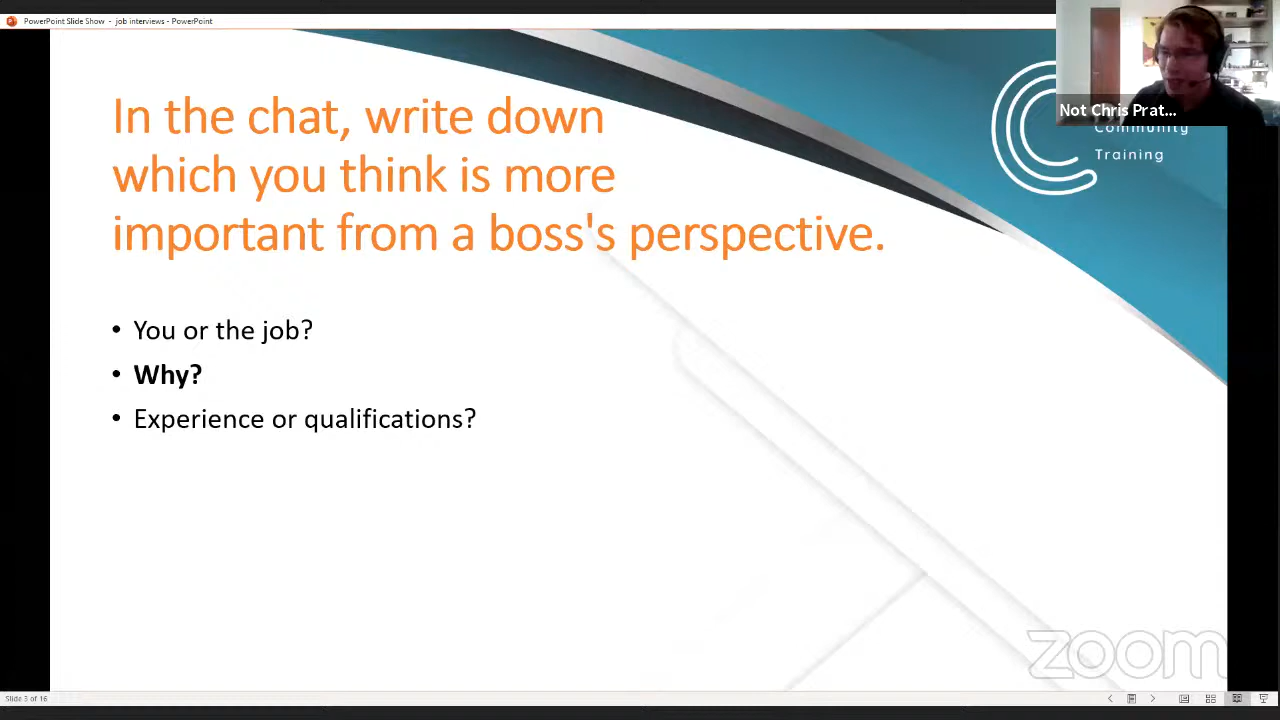 PowerPoint Slide Show - job interviews - PowerPoint
Not Chris Prat...
Community
Training
In the chat, write down
which you think is more
important from a boss's perspective.
• You or the job?
• Why?
• Experience or qualifications?
zoom
Slide 3 of 16